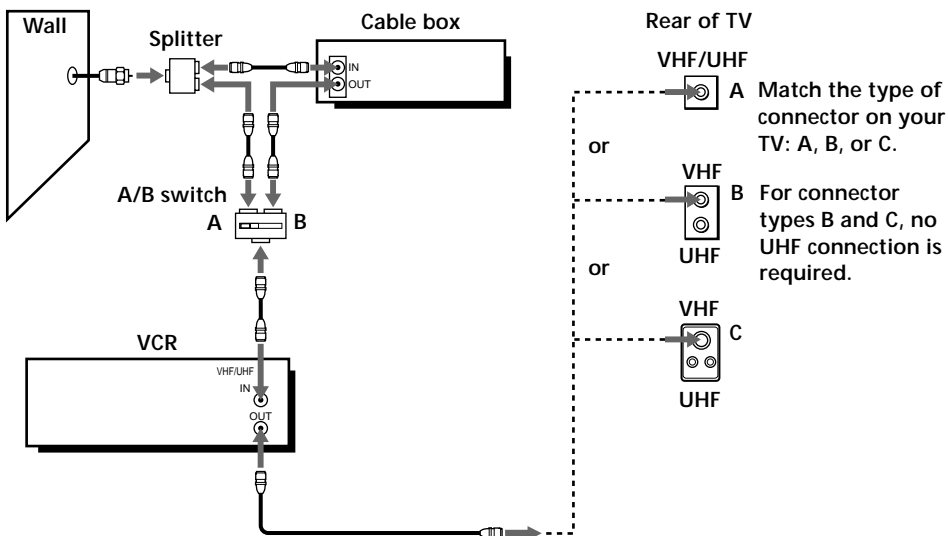 Wall
Splitter
Cable box
IN
OUT
A/B switch
A
B
VCR
VHF/UHF
IN
OUT
Rear of TV
VHF/UHF
A
Match the type of
connector on your
TV: A, B, or C.
or
VHF
B
UHF
For connector
types B and C, no
UHF connection is
required.
or
VHF
C
UHF